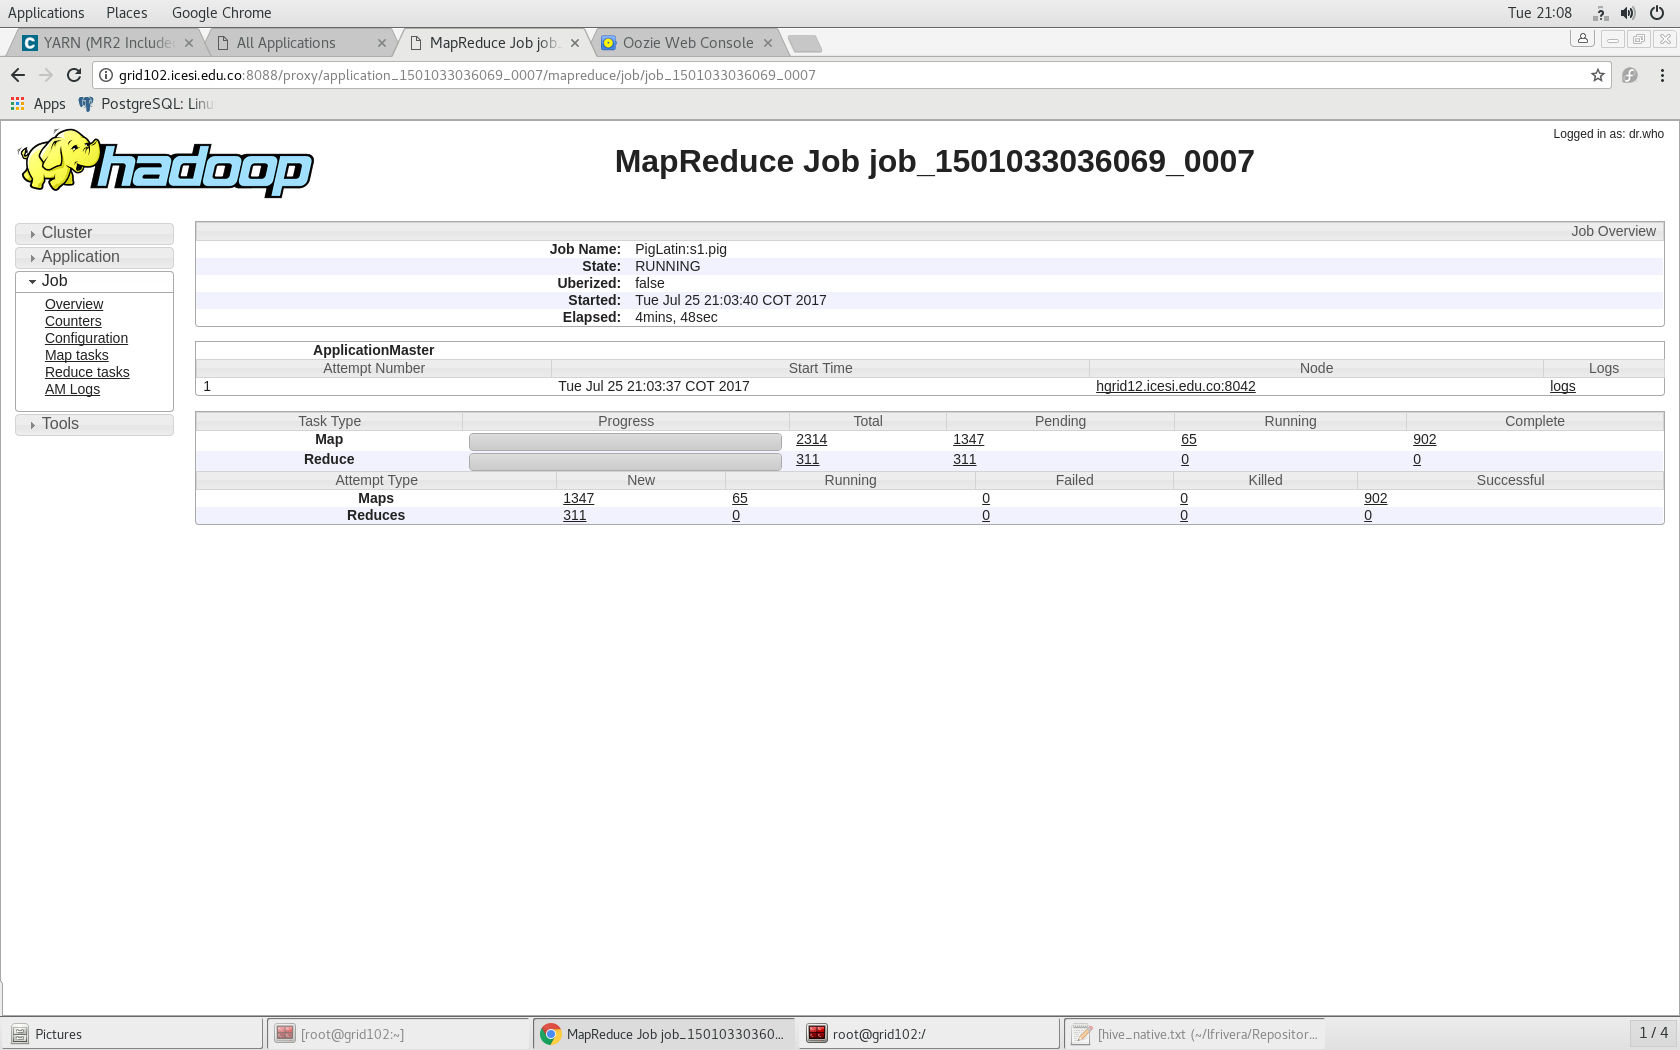 Applications Places Google Chrome Tue 21:08
YARN (MR2 Include All Applications MapReduce Job job_ Oozie Web Console
grid102.icesi.edu.co:8088/proxy/application_1501033036069_0007/mapreduce/job/job_1501033036069_0007
Apps PostgreSQL: Linu
Logged in as: dr.who
hadoop
MapReduce Job job_1501033036069_0007
Cluster
Application
Job
Overview
Counters
Configuration
Map tasks
Reduce tasks
AM Logs
Tools
Job Overview
Job Name: PigLatin:s1.pig
State: RUNNING
Uberized: false
Started: Tue Jul 25 21:03:40 COT 2017
Elapsed: 4mins, 48sec
ApplicationMaster
Attempt Number Start Time Node Logs
1 Tue Jul 25 21:03:37 COT 2017 hgrid12.icesi.edu.co:8042 logs
Task Type Progress Total Pending Running Complete
Map 2314 1347 65 902
Reduce 311 311 0 0
Attempt Type New Running Failed Killed Successful
Maps 1347 65 0 0 902
Reduces 311 0 0 0 0
Pictures [root@grid102:~] MapReduce Job job_15010330360... root@grid102:/ [hive_native.txt (~/lfrivera/Repositor... 1 / 4